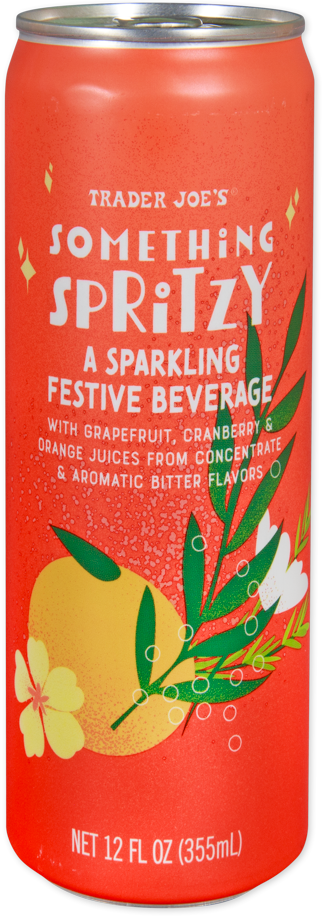 TRADER JOE'S®
SOMETHiNG
SPRiTZY
A SPARKLING
FESTIVE BEVERAGE
WITH GRAPEFRUIT, CRANBERRY &
ORANGE JUICES FROM CONCENTRATE
& AROMATIC BITTER FLAVORS
NET 12 FL OZ (355mL)